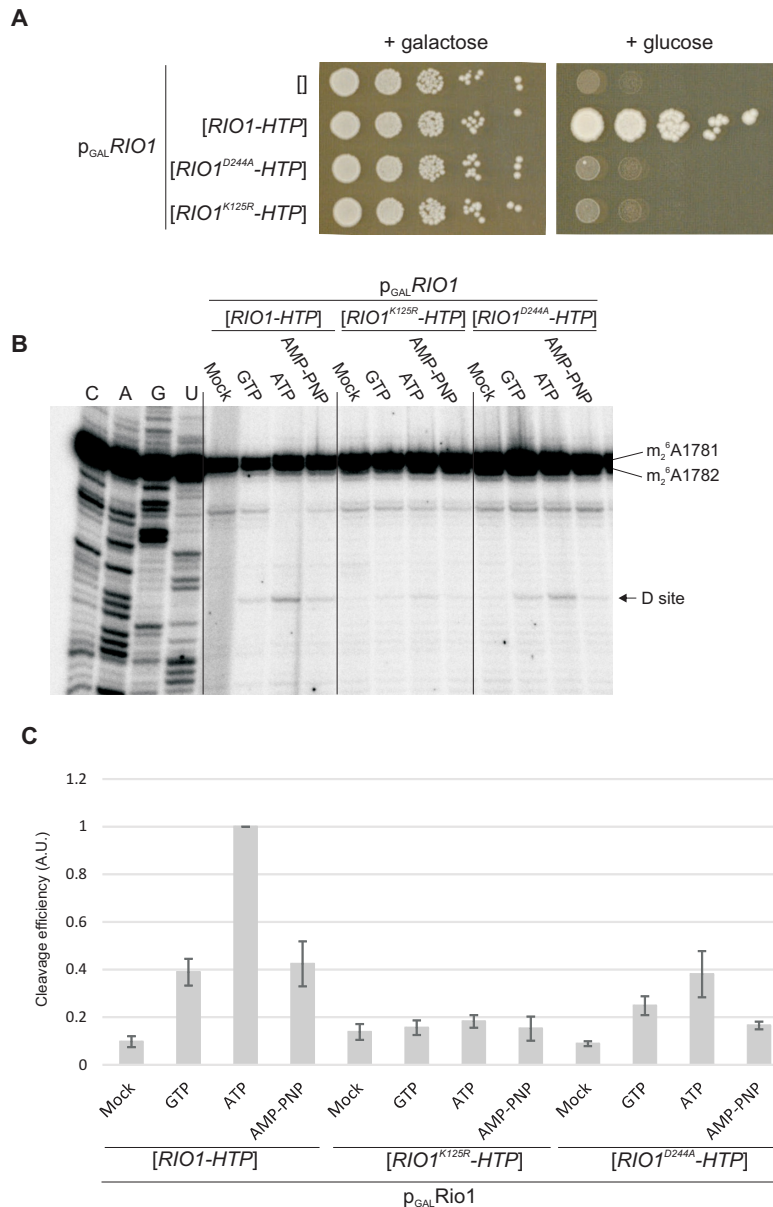 A
+ galactose + glucose
[]
[RIO1-HTP]
pGALRIO1
[RIO1D244A-HTP]
[RIO1K125R-HTP]
pGALRIO1
[RIO1-HTP] [RIO1K125R-HTP] [RIO1D244A-HTP]
B
Mock GTP ATP AMP-PNP Mock GTP ATP AMP-PNP Mock GTP ATP AMP-PNP
C A G U
m26A1781
m26A1782
D site
C
Cleavage efficiency (A.U.)
1.2
1
0.8
0.6
0.4
0.2
0
Mock GTP ATP AMP-PNP Mock GTP ATP AMP-PNP Mock GTP ATP AMP-PNP
[RIO1-HTP] [RIO1K125R-HTP] [RIO1D244A-HTP]
pGALRio1